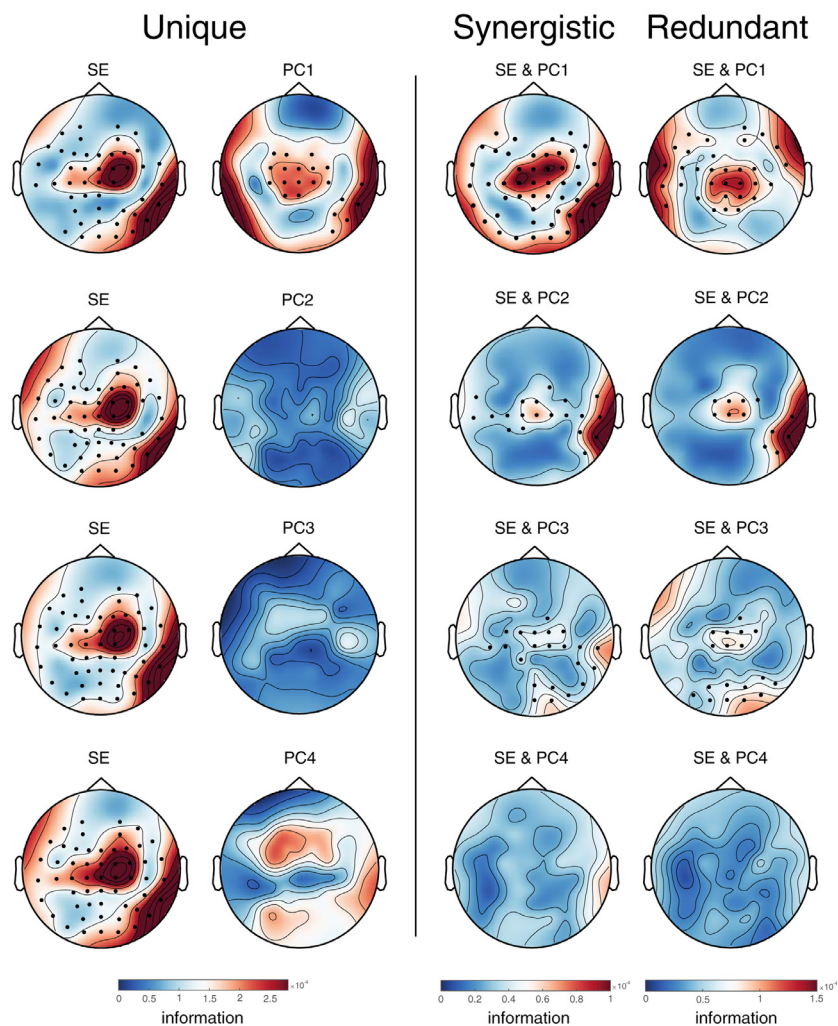 Unique Synergistic Redundant
SE PC1 SE & PC1 SE & PC1
SE PC2 SE & PC2 SE & PC2
SE PC3 SE & PC3 SE & PC3
SE PC4 SE & PC4 SE & PC4
0 0.5 1 1.5 2 2.5 ×10⁻⁴ 0 0.2 0.4 0.6 0.8 1 ×10⁻⁴ 0 0.5 1 1.5 ×10⁻⁴
information information information